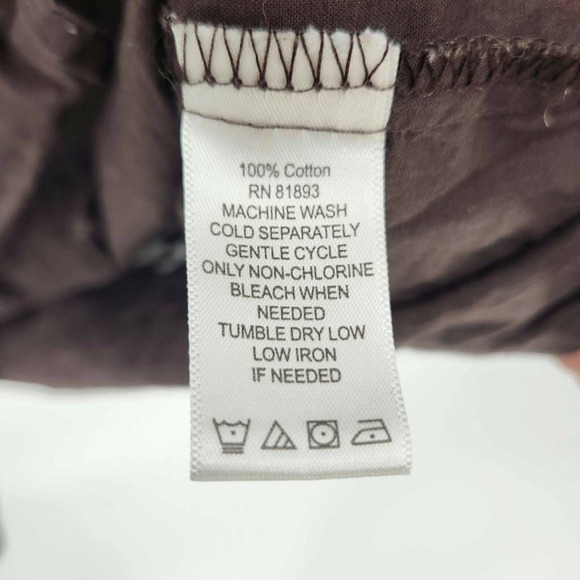 100% Cotton
RN 81893
MACHINE WASH
COLD SEPARATELY
GENTLE CYCLE
ONLY NON-CHLORINE
BLEACH WHEN
NEEDED
TUMBLE DRY LOW
LOW IRON
IF NEEDED